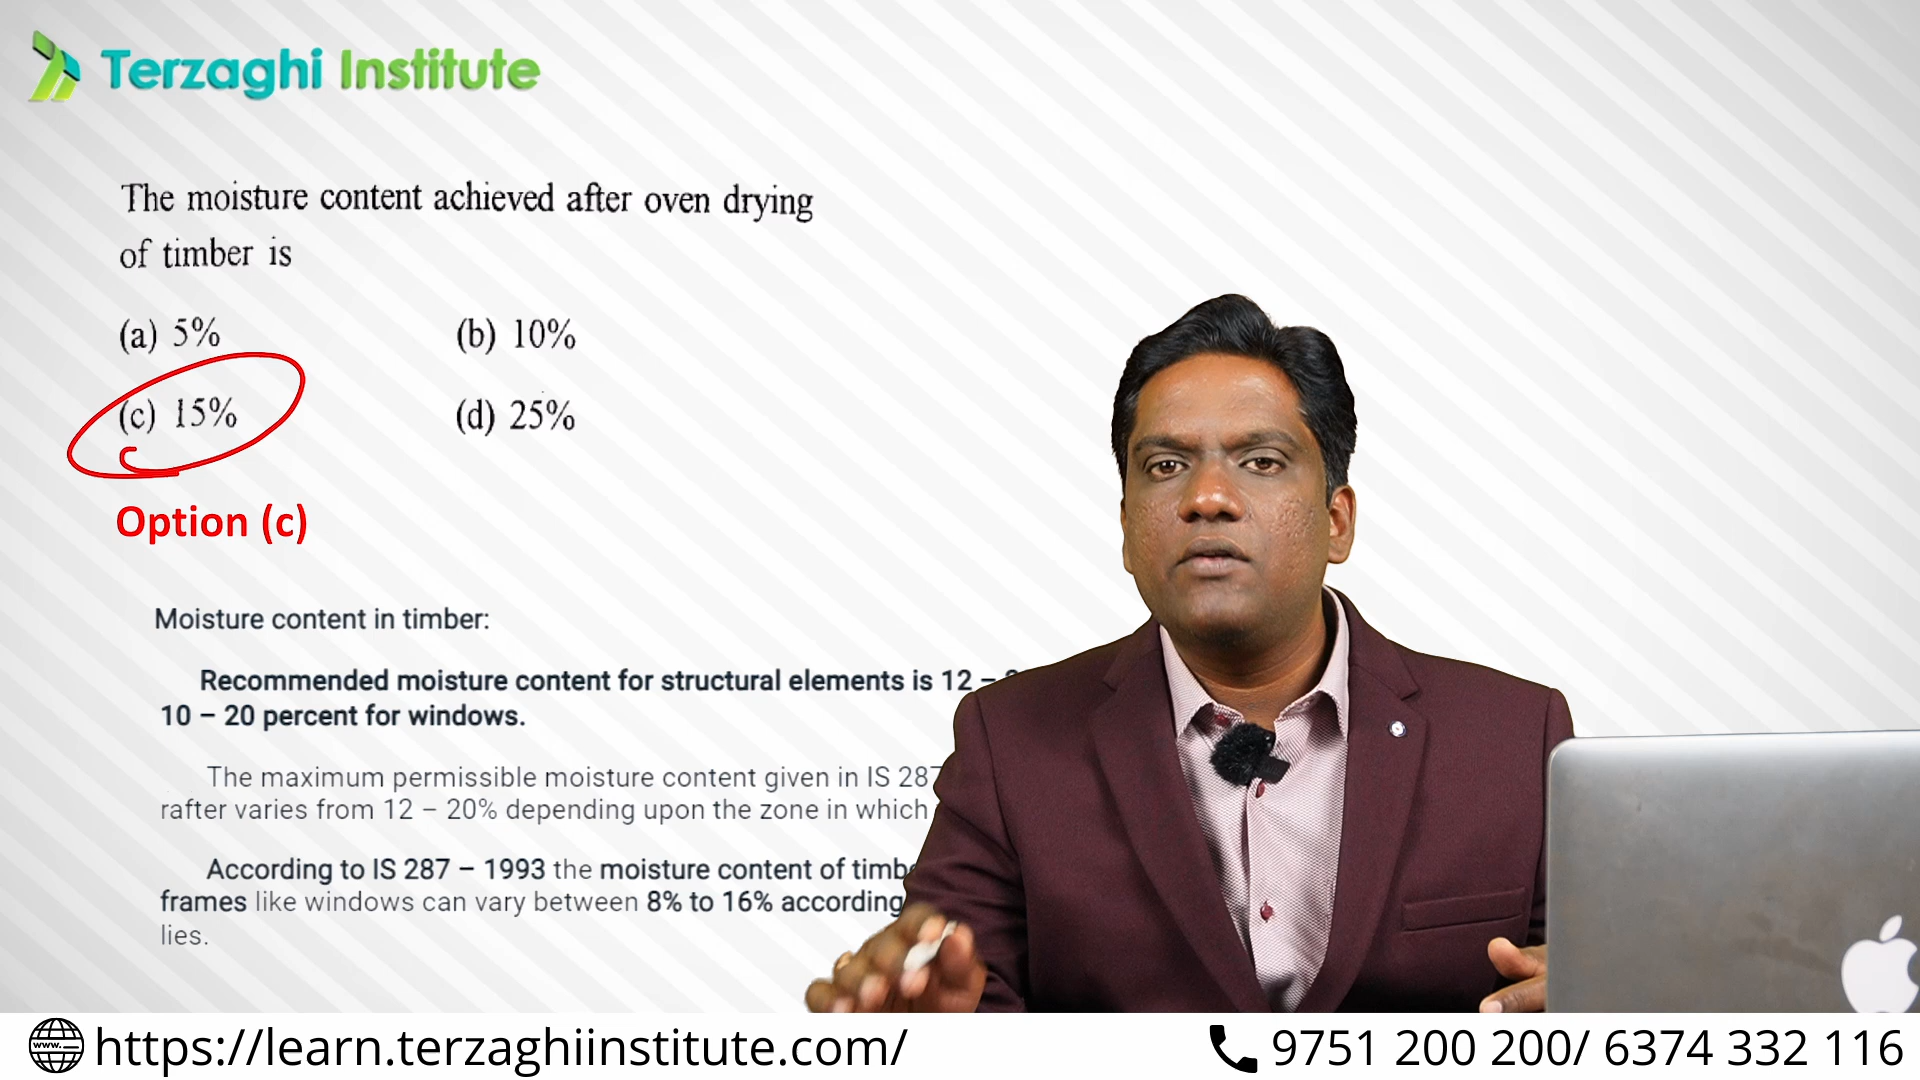 Terzaghi Institute
The moisture content achieved after oven drying
of timber is
(a) 5% (b) 10%
(c) 15% (d) 25%
Option (c)
Moisture content in timber:
Recommended moisture content for structural elements is 12 –
10 – 20 percent for windows.
The maximum permissible moisture content given in IS 287
rafter varies from 12 – 20% depending upon the zone in which
According to IS 287 – 1993 the moisture content of
frames like windows can vary between 8% to 16% according
lies.
www.
https://learn.terzaghiinstitute.com/
9751 200 200/ 6374 332 116